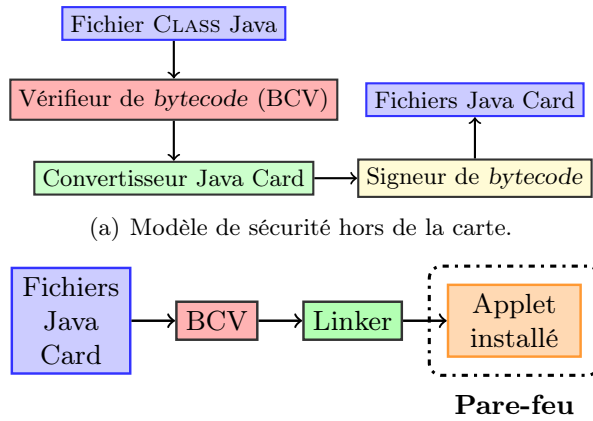 Fichier CLASS Java
Vérifieur de bytecode (BCV)
Fichiers Java Card
Convertisseur Java Card
Signeur de bytecode
(a) Modèle de sécurité hors de la carte.
Fichiers
Java
Card
BCV
Linker
Applet
installé
Pare-feu